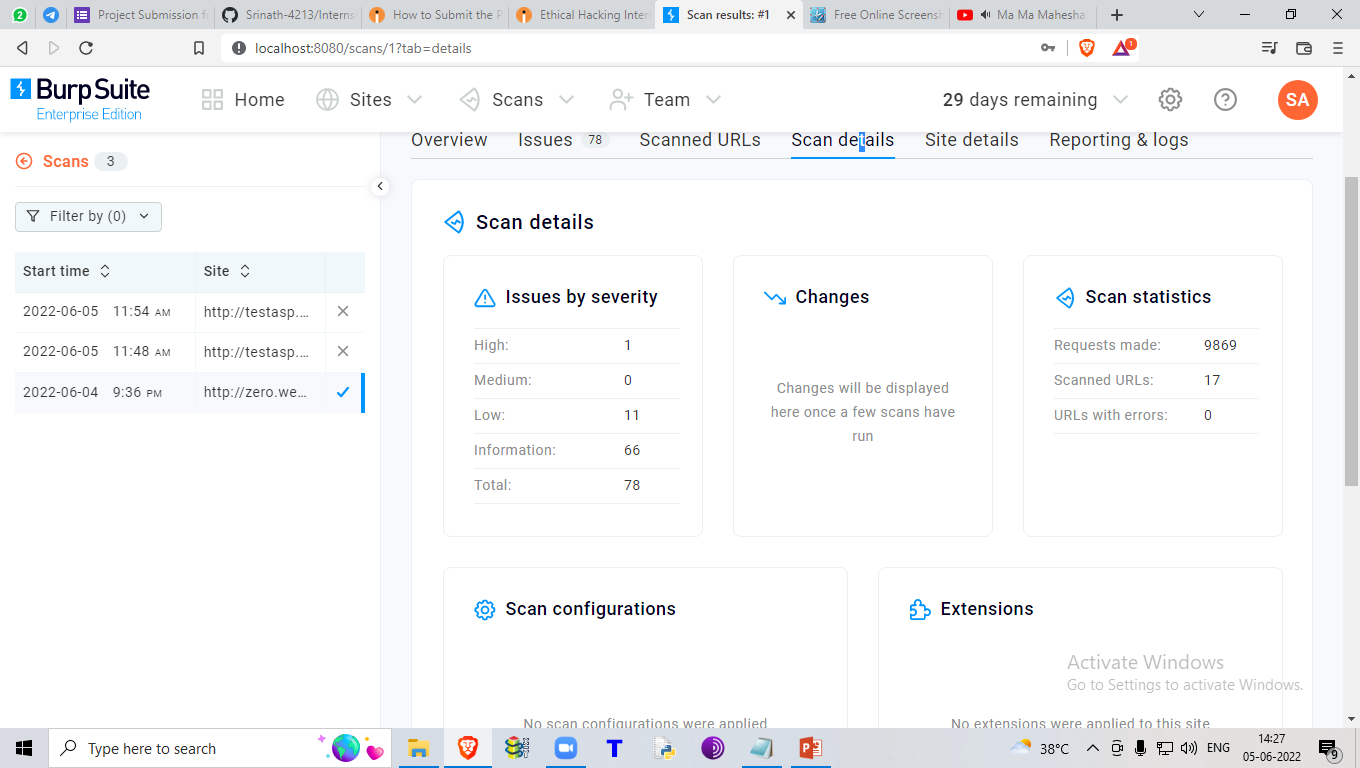 2
Project Submission fo
Srinath-4213/Interns
How to Submit the P
Ethical Hacking Inter
Scan results: #1
Free Online Screensh
Ma Ma Mahesha
localhost:8080/scans/1?tab=details
1
Burp Suite
Enterprise Edition
Home
Sites
Scans
Team
29 days remaining
SA
Scans 3
Overview
Issues 78
Scanned URLs
Scan details
Site details
Reporting & logs
Filter by (0)
Start time
Site
2022-06-05 11:54 AM http://testasp....
2022-06-05 11:48 AM http://testasp....
2022-06-04 9:36 PM http://zero.we...
Scan details
Issues by severity
High: 1
Medium: 0
Low: 11
Information: 66
Total: 78
Changes
Changes will be displayed
here once a few scans have
run
Scan statistics
Requests made: 9869
Scanned URLs: 17
URLs with errors: 0
Scan configurations
No scan configurations were applied
Extensions
No extensions were applied to this site
Activate Windows
Go to Settings to activate Windows.
Type here to search
38°C
ENG
14:27
05-06-2022
9